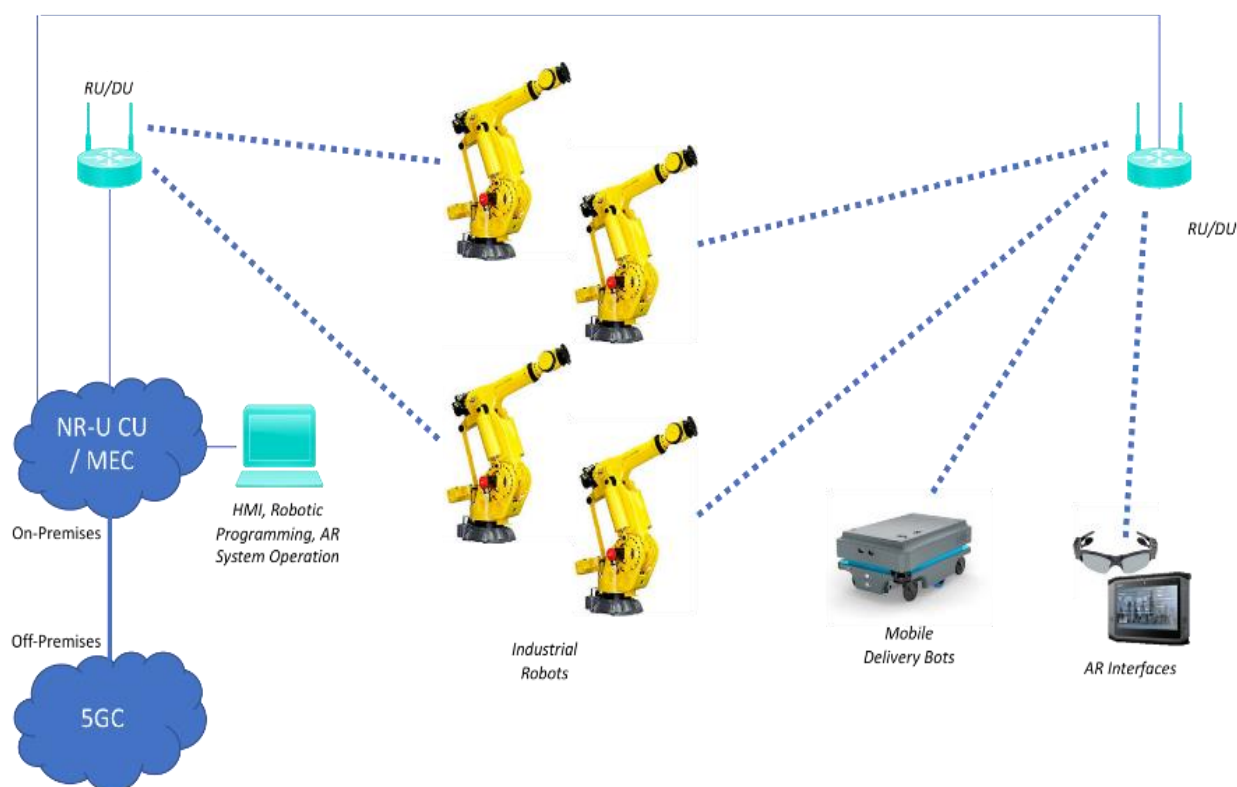 RU/DU
RU/DU
NR-U CU
/ MEC
HMI, Robotic
Programming, AR
System Operation
On-Premises
Off-Premises
5GC
Industrial
Robots
Mobile
Delivery Bots
AR Interfaces